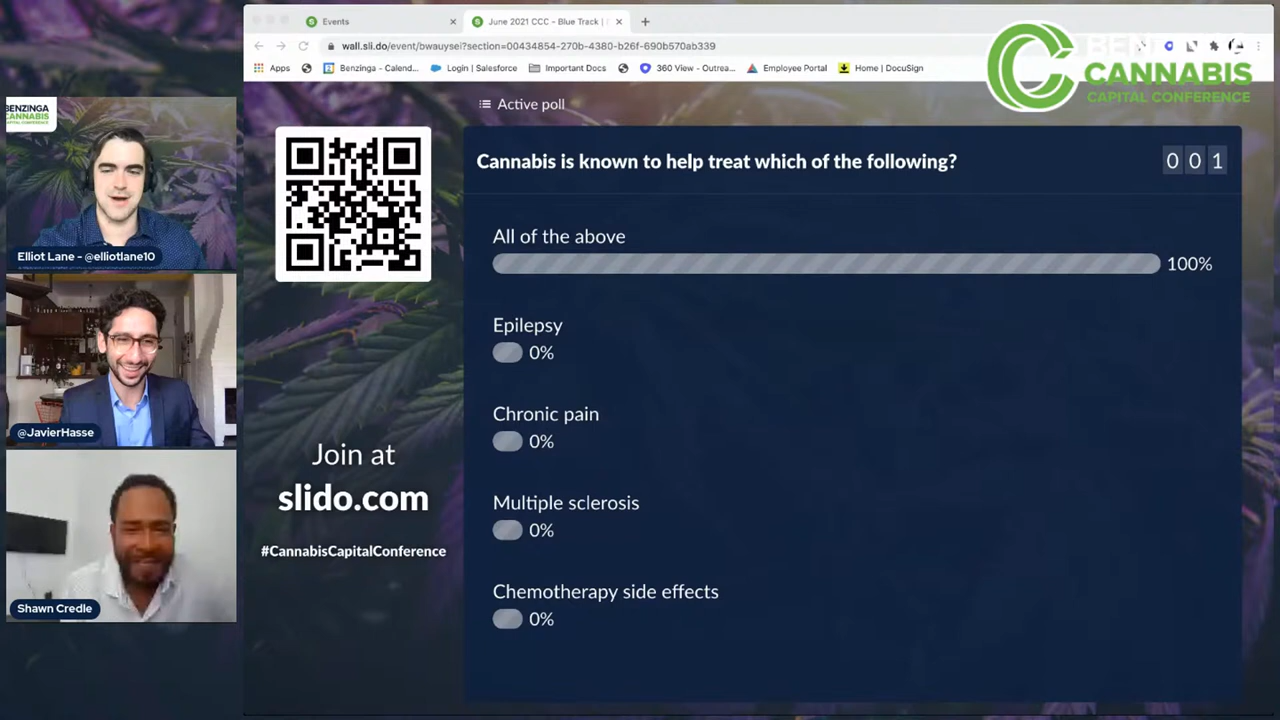 Events
June 2021 CCC – Blue Track |
wall.sli.do/event/bwauysei?section=00434854-270b-4380-b26f-690b570ab339
Apps
Benzinga - Calend...
Login | Salesforce
Important Docs
360 View - Outrea...
Employee Portal
Home | DocuSign
BENZINGA
CANNABIS
CAPITAL CONFERENCE
Active poll
BENZINGA
CANNABIS
CAPITAL CONFERENCE
Cannabis is known to help treat which of the following?
0 0 1
All of the above
100%
Elliot Lane - @elliotlane10
Epilepsy
0%
Chronic pain
0%
@JavierHasse
Join at
slido.com
#CannabisCapitalConference
Multiple sclerosis
0%
Chemotherapy side effects
0%
Shawn Credle